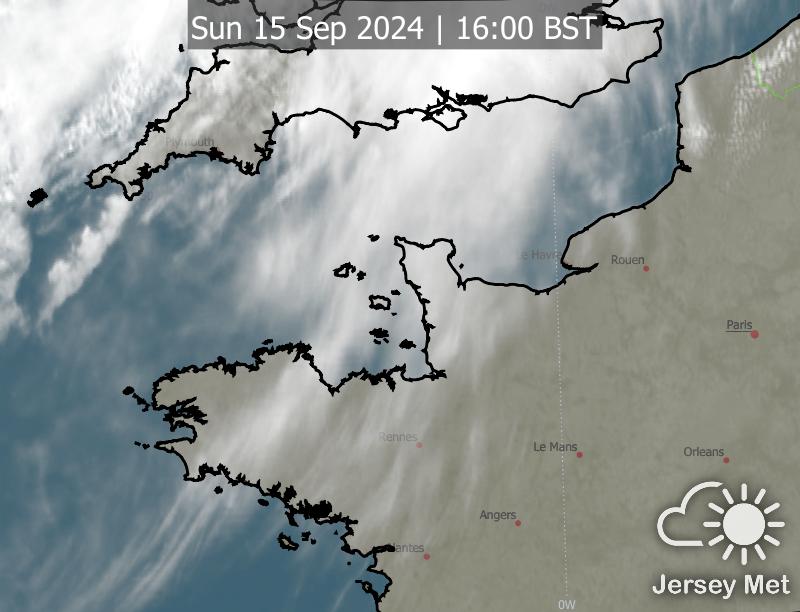 Sun 15 Sep 2024 | 16:00 BST
Plymouth
Le Havre
Rouen
Paris
Rennes
Le Mans
Orleans
Angers
Nantes
0W
Jersey Met